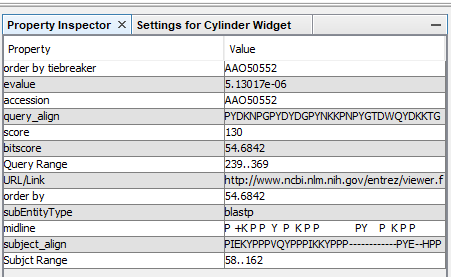 Property Inspector × Settings for Cylinder Widget
Property Value
order by tiebreaker AAO50552
evalue 5.13017e-06
accession AAO50552
query_align PYDKNPGPYDYDGPYNKKPNPYGTDWQYDKKTG
score 130
bitscore 54.6842
Query Range 239..369
URL/Link http://www.ncbi.nlm.nih.gov/entrez/viewer.f
order by 54.6842
subEntityType blastp
midline P +K P P Y P K P P PY P K P P
subject_align PIEKYPPPVQYPPPIKKYPPP------------PYE--HPP
Subjct Range 58..162